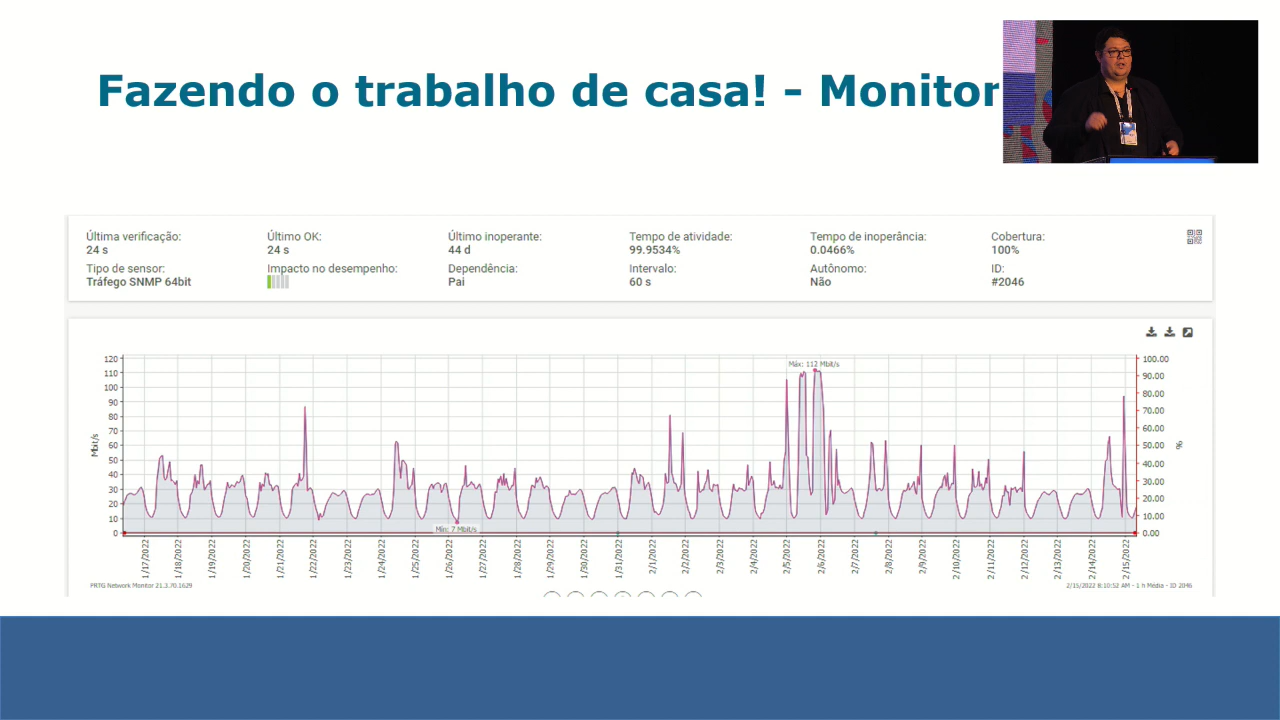 Fazendo o trabalho de casa! - Monitor
Última verificação: Último OK: Último inoperante: Tempo de atividade: Tempo de inoperância: Cobertura:
24 s 24 s 44 d 99.9534% 0.0466% 100%
Tipo de sensor: Impacto no desempenho: Dependência: Intervalo: Autônomo: ID:
Tráfego SNMP 64bit Pai 60 s Não #2046
Máx: 112 Mbit/s
120 100.00
110 90.00
100 80.00
90 70.00
80 60.00
70 50.00
60 40.00
50 30.00
40 20.00
30 10.00
20 0.00
10
0
Mbit/s
%
Mín: 7 Mbit/s
1/17/2022 1/18/2022 1/19/2022 1/20/2022 1/21/2022 1/22/2022 1/23/2022 1/24/2022 1/25/2022 1/26/2022 1/27/2022 1/28/2022 1/29/2022 1/30/2022 1/31/2022 2/1/2022 2/2/2022 2/3/2022 2/4/2022 2/5/2022 2/6/2022 2/7/2022 2/8/2022 2/9/2022 2/10/2022 2/11/2022 2/12/2022 2/13/2022 2/14/2022 2/15/2022
PRTG Network Monitor 21.3.70.1629 2/15/2022 8:10:52 AM - 1 h Média - ID 2046